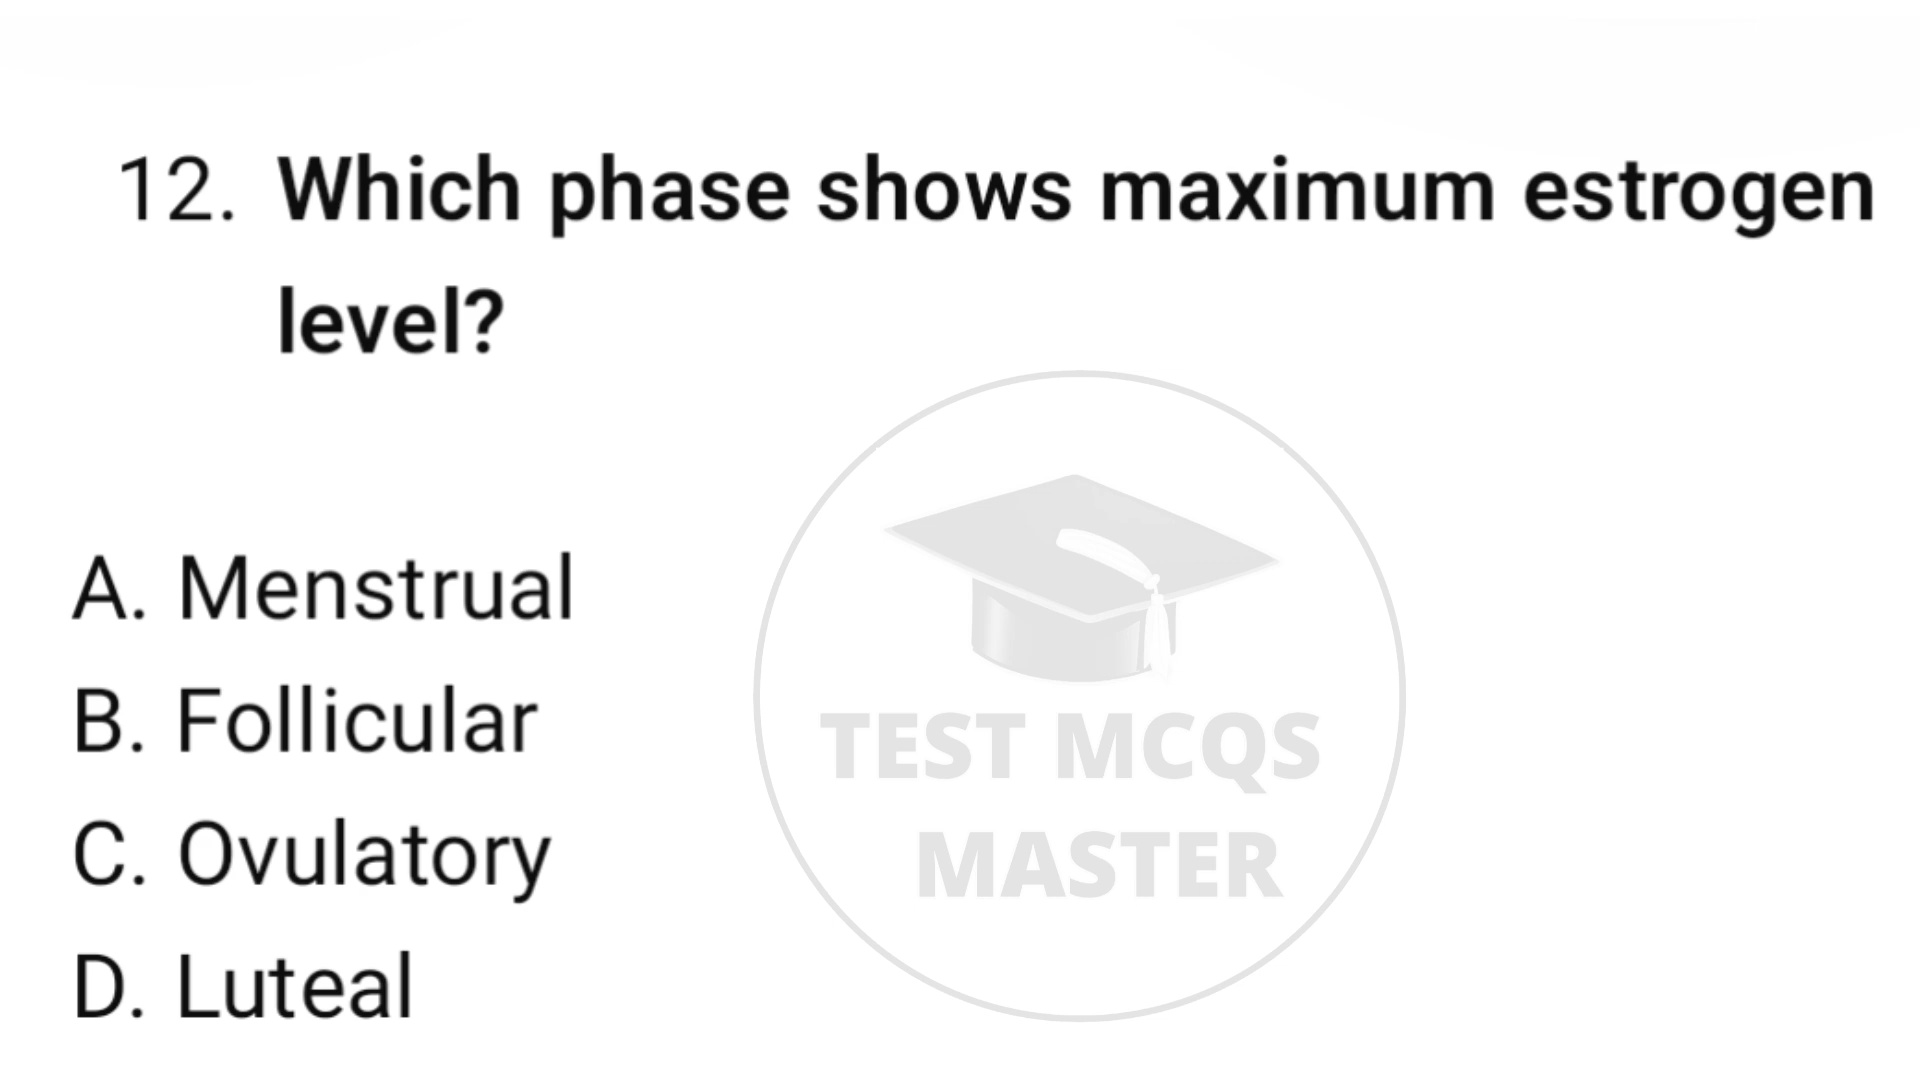 12. Which phase shows maximum estrogen
level?
A. Menstrual
B. Follicular
C. Ovulatory
D. Luteal
TEST MCQS
MASTER